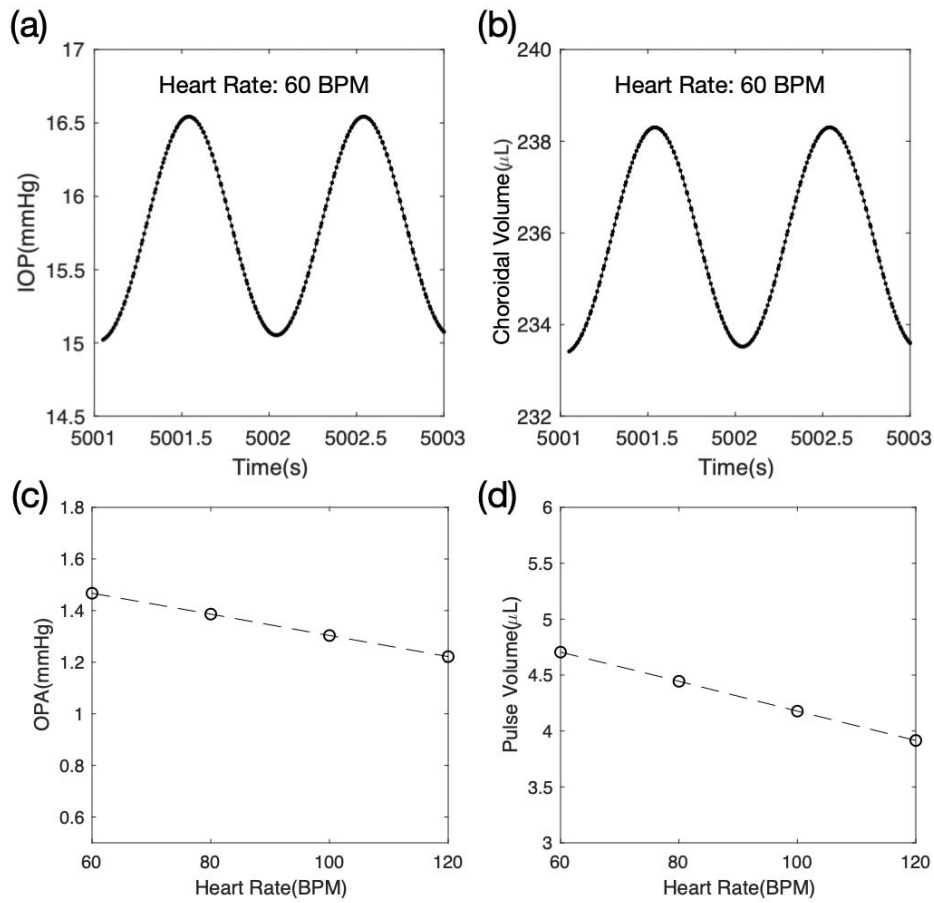 (a)
17
16.5
16
15.5
15
14.5
IOP(mmHg)
Heart Rate: 60 BPM
5001 5001.5 5002 5002.5 5003
Time(s)
(b)
240
238
236
234
232
Choroidal Volume(μL)
Heart Rate: 60 BPM
5001 5001.5 5002 5002.5 5003
Time(s)
(c)
1.8
1.6
1.4
1.2
1
0.8
0.6
OPA(mmHg)
60 80 100 120
Heart Rate(BPM)
(d)
6
5.5
5
4.5
4
3.5
3
Pulse Volume(μL)
60 80 100 120
Heart Rate(BPM)